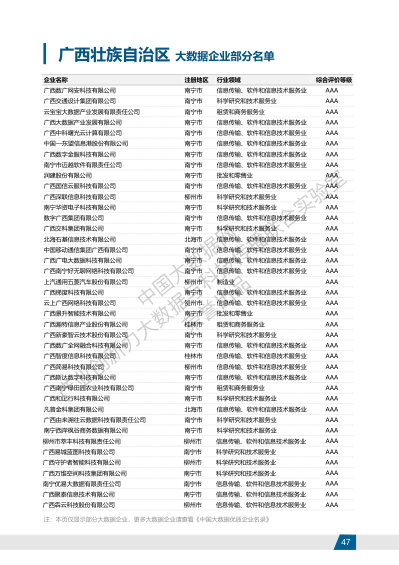 广西壮族自治区 大数据企业部分名单
企业名称 注册地区 行业领域 综合评价等级
广西数广网安科技有限公司 南宁市 信息传输、软件和信息技术服务业 AAA
广西交通设计集团有限公司 南宁市 科学研究和技术服务业 AAA
云宝宝大数据产业发展有限责任公司 南宁市 租赁和商务服务业 AAA
广西大数据产业发展有限公司 南宁市 信息传输、软件和信息技术服务业 AAA
广西中科曙光云计算有限公司 南宁市 信息传输、软件和信息技术服务业 AAA
中国—东盟信息港股份有限公司 南宁市 信息传输、软件和信息技术服务业 AAA
广西数字金服科技有限公司 南宁市 信息传输、软件和信息技术服务业 AAA
南宁市迈越软件有限责任公司 南宁市 信息传输、软件和信息技术服务业 AAA
润建股份有限公司 南宁市 批发和零售业 AAA
广西国信云服科技有限公司 南宁市 信息传输、软件和信息技术服务业 AAA
广西深联信息科技有限公司 柳州市 科学研究和技术服务业 AAA
南宁华资电子科技有限公司 南宁市 科学研究和技术服务业 AAA
数字广西集团有限公司 南宁市 信息传输、软件和信息技术服务业 AAA
广西交科集团有限公司 南宁市 科学研究和技术服务业 AAA
北海石基信息技术有限公司 北海市 信息传输、软件和信息技术服务业 AAA
中国移动通信集团广西有限公司 南宁市 信息传输、软件和信息技术服务业 AAA
广西广电大数据科技有限公司 南宁市 信息传输、软件和信息技术服务业 AAA
广西南宁好无聊网络科技有限公司 南宁市 信息传输、软件和信息技术服务业 AAA
上汽通用五菱汽车股份有限公司 柳州市 制造业 AAA
广西梯度科技有限公司 南宁市 信息传输、软件和信息技术服务业 AAA
云上广西网络科技有限公司 贺州市 信息传输、软件和信息技术服务业 AAA
广西景升智能技术有限公司 南宁市 批发和零售业 AAA
广西源特信息产业股份有限公司 桂林市 租赁和商务服务业 AAA
广西新豪智云技术股份有限公司 南宁市 科学研究和技术服务业 AAA
广西数广全网融合科技有限公司 南宁市 信息传输、软件和信息技术服务业 AAA
广西智度信息科技有限公司 桂林市 信息传输、软件和信息技术服务业 AAA
广西简易科技有限公司 柳州市 信息传输、软件和信息技术服务业 AAA
广西斯达数字科技有限公司 南宁市 信息传输、软件和信息技术服务业 AAA
广西南宁绿田园农业科技有限公司 南宁市 租赁和商务服务业 AAA
广西和正行科技有限公司 南宁市 科学研究和技术服务业 AAA
凡普金科集团有限公司 北海市 信息传输、软件和信息技术服务业 AAA
广西由来测绘云数据科技有限责任公司 南宁市 科学研究和技术服务业 AAA
南宁西岸枫谷商务数据有限公司 南宁市 科学研究和技术服务业 AAA
柳州市萃丰科技有限责任公司 柳州市 信息传输、软件和信息技术服务业 AAA
广西易城蓝图科技有限公司 南宁市 科学研究和技术服务业 AAA
广西守护者智能科技有限公司 柳州市 科学研究和技术服务业 AAA
广西万维空间科技集团有限公司 南宁市 科学研究和技术服务业 AAA
南宁优易大数据有限责任公司 南宁市 信息传输、软件和信息技术服务业 AAA
广西鹏泰信息技术有限公司 南宁市 信息传输、软件和信息技术服务业 AAA
广西犇云科技股份有限公司 柳州市 信息传输、软件和信息技术服务业 AAA
注：本页仅显示部分大数据企业，更多大数据企业请查看《中国大数据优质企业名录》
47